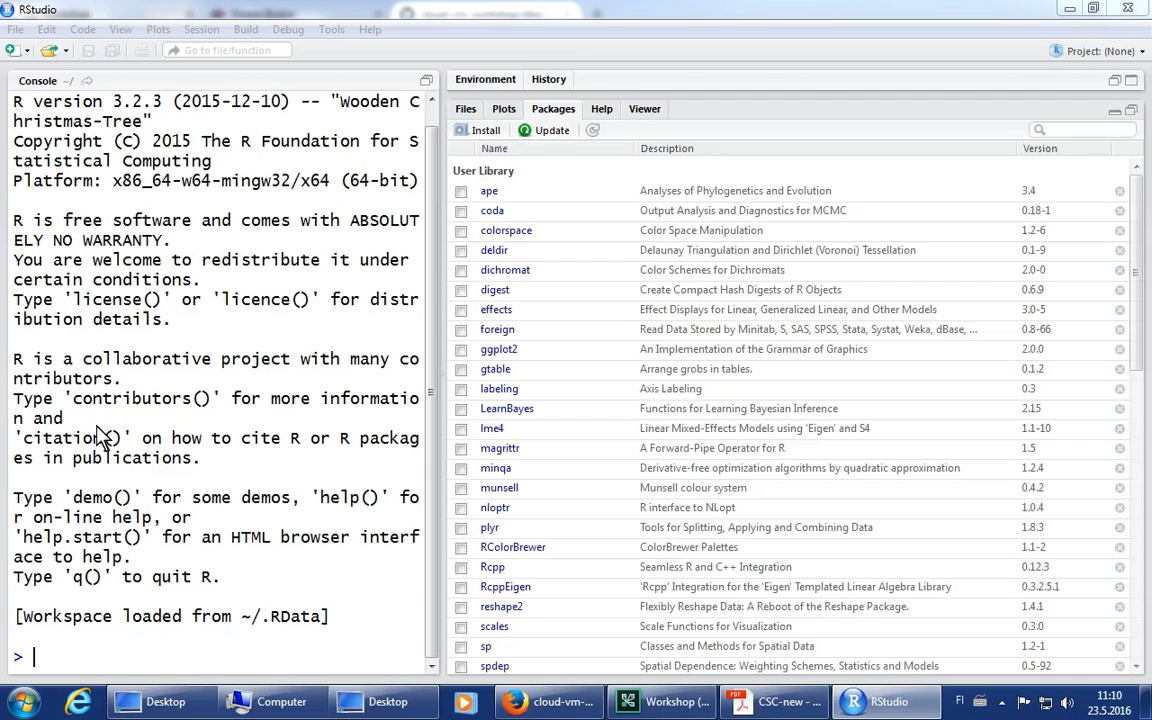 RStudio
File Edit Code View Plots Session Build Debug Tools Help
Go to file/function
Project: (None)
Console ~/
R version 3.2.3 (2015-12-10) -- "Wooden C
hristmas-Tree"
Copyright (C) 2015 The R Foundation for S
tatistical Computing
Platform: x86_64-w64-mingw32/x64 (64-bit)
R is free software and comes with ABSOLUT
ELY NO WARRANTY.
You are welcome to redistribute it under
certain conditions.
Type 'license()' or 'licence()' for distr
ibution details.
R is a collaborative project with many co
ntributors.
Type 'contributors()' for more informatio
n and
'citation()' on how to cite R or R packag
es in publications.
Type 'demo()' for some demos, 'help()' fo
r on-line help, or
'help.start()' for an HTML browser interf
ace to help.
Type 'q()' to quit R.
[Workspace loaded from ~/.RData]
>
Environment History
Files Plots Packages Help Viewer
Install Update
Name Description Version
User Library
ape Analyses of Phylogenetics and Evolution 3.4
coda Output Analysis and Diagnostics for MCMC 0.18-1
colorspace Color Space Manipulation 1.2-6
deldir Delaunay Triangulation and Dirichlet (Voronoi) Tessellation 0.1-9
dichromat Color Schemes for Dichromats 2.0-0
digest Create Compact Hash Digests of R Objects 0.6.9
effects Effect Displays for Linear, Generalized Linear, and Other Models 3.0-5
foreign Read Data Stored by Minitab, S, SAS, SPSS, Stata, Systat, Weka, dBase, ... 0.8-66
ggplot2 An Implementation of the Grammar of Graphics 2.0.0
gtable Arrange grobs in tables. 0.1.2
labeling Axis Labeling 0.3
LearnBayes Functions for Learning Bayesian Inference 2.15
lme4 Linear Mixed-Effects Models using 'Eigen' and S4 1.1-10
magrittr A Forward-Pipe Operator for R 1.5
minqa Derivative-free optimization algorithms by quadratic approximation 1.2.4
munsell Munsell colour system 0.4.2
nloptr R interface to NLopt 1.0.4
plyr Tools for Splitting, Applying and Combining Data 1.8.3
RColorBrewer ColorBrewer Palettes 1.1-2
Rcpp Seamless R and C++ Integration 0.12.3
RcppEigen 'Rcpp' Integration for the 'Eigen' Templated Linear Algebra Library 0.3.2.5.1
reshape2 Flexibly Reshape Data: A Reboot of the Reshape Package. 1.4.1
scales Scale Functions for Visualization 0.3.0
sp Classes and Methods for Spatial Data 1.2-1
spdep Spatial Dependence: Weighting Schemes, Statistics and Models 0.5-92
Desktop Computer Desktop cloud-vm-... Workshop (... CSC-new - ... RStudio FI 11:10
23.5.2016